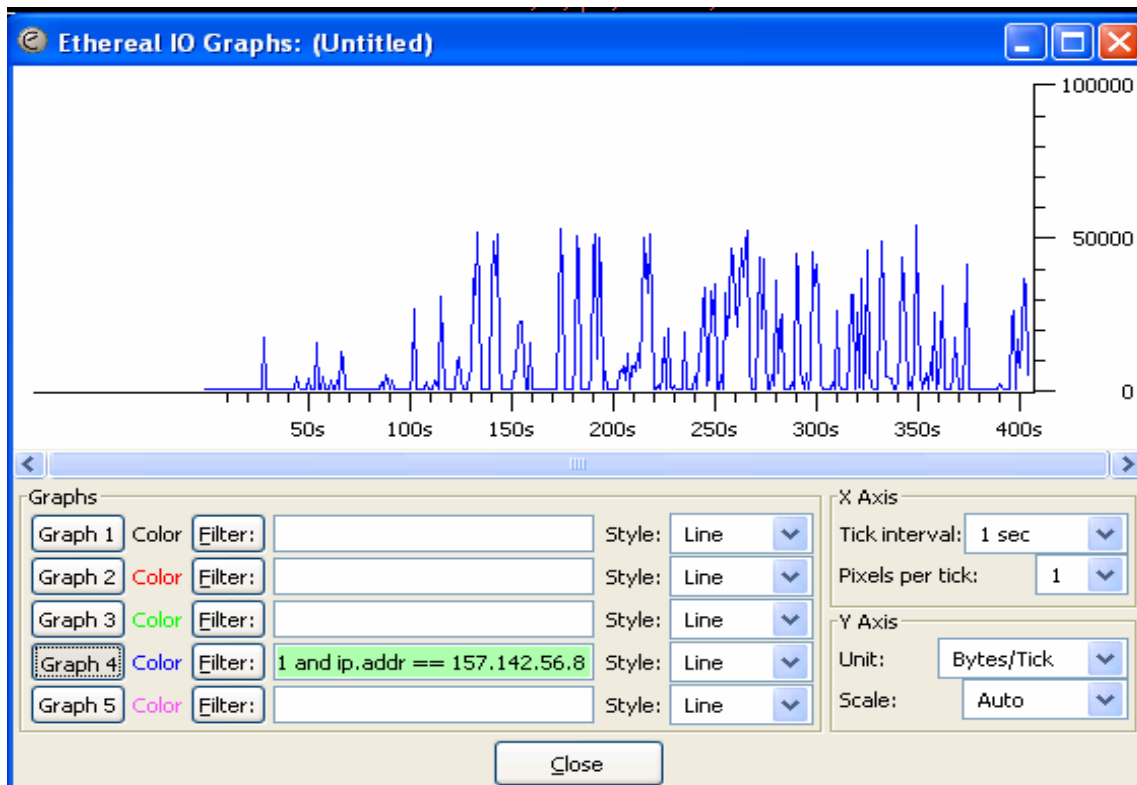 Ethereal IO Graphs: (Untitled)
100000
50000
0
50s 100s 150s 200s 250s 300s 350s 400s
Graphs
Graph 1 Color Filter: Style: Line
Graph 2 Color Filter: Style: Line
Graph 3 Color Filter: Style: Line
Graph 4 Color Filter: 1 and ip.addr == 157.142.56.8 Style: Line
Graph 5 Color Filter: Style: Line
X Axis
Tick interval: 1 sec
Pixels per tick: 1
Y Axis
Unit: Bytes/Tick
Scale: Auto
Close